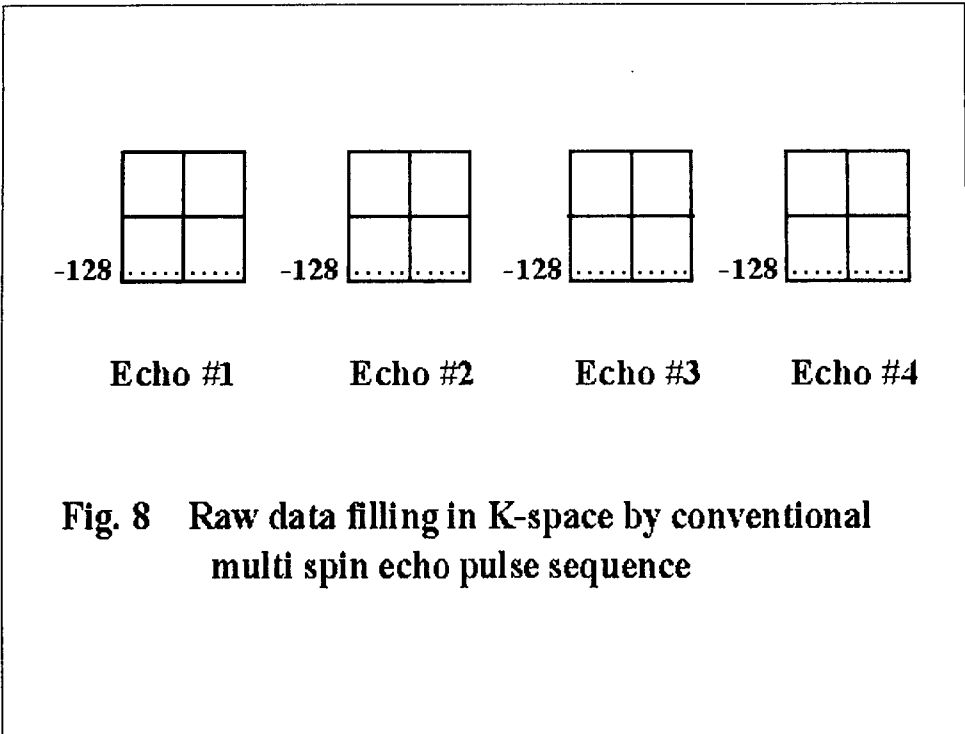 -128 -128 -128 -128
Echo #1 Echo #2 Echo #3 Echo #4
Fig. 8 Raw data filling in K-space by conventional
multi spin echo pulse sequence